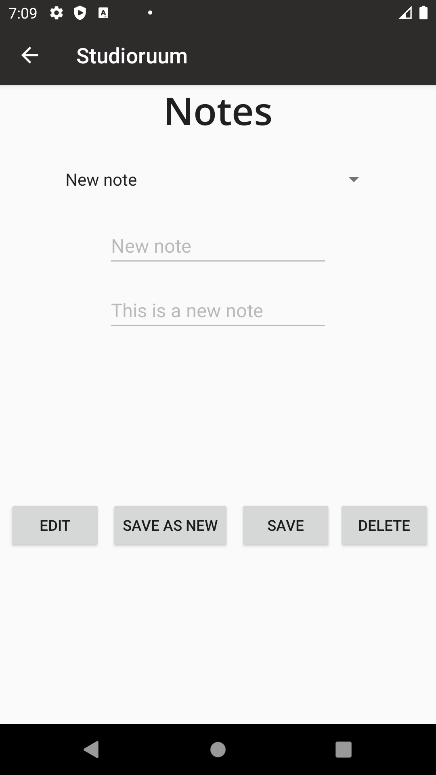 7:09
Studioruum
Notes
New note
New note
This is a new note
EDIT SAVE AS NEW SAVE DELETE